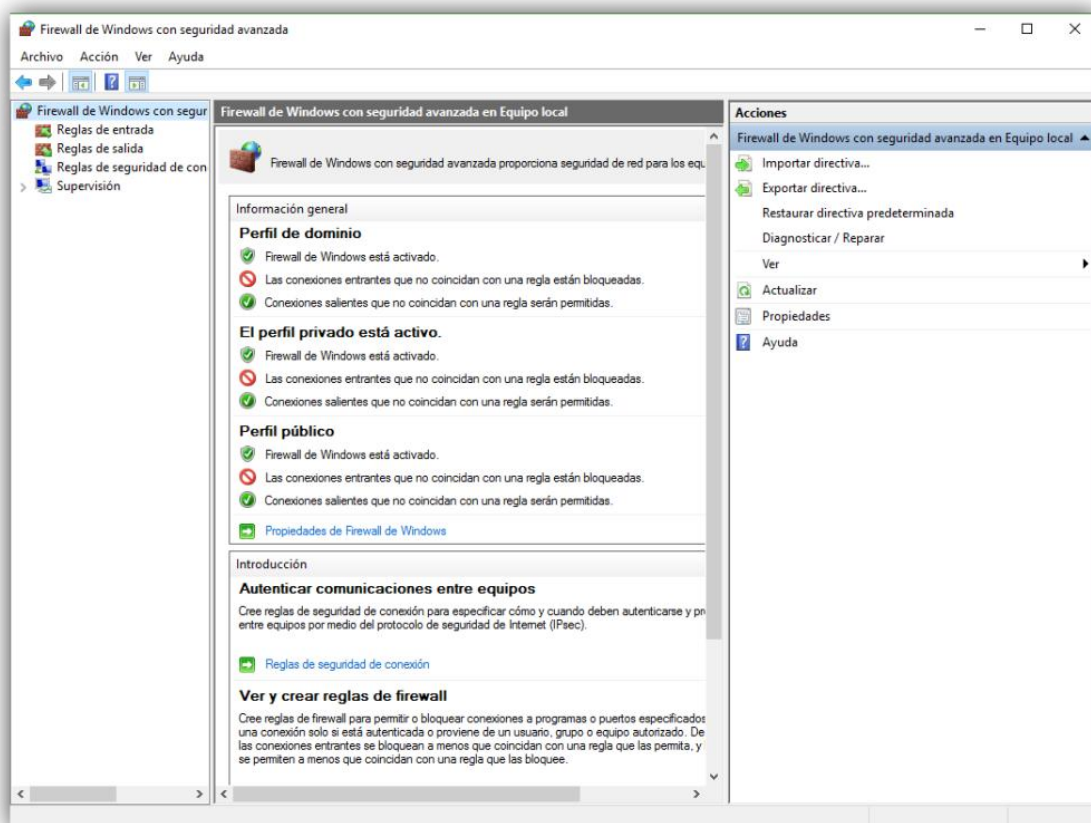 Firewall de Windows con seguridad avanzada
Archivo Acción Ver Ayuda
Firewall de Windows con segur
Reglas de entrada
Reglas de salida
Reglas de seguridad de con
Supervisión
Firewall de Windows con seguridad avanzada en Equipo local
Firewall de Windows con seguridad avanzada proporciona seguridad de red para los equ
Información general
Perfil de dominio
Firewall de Windows está activado.
Las conexiones entrantes que no coincidan con una regla están bloqueadas.
Conexiones salientes que no coincidan con una regla serán permitidas.
El perfil privado está activo.
Firewall de Windows está activado.
Las conexiones entrantes que no coincidan con una regla están bloqueadas.
Conexiones salientes que no coincidan con una regla serán permitidas.
Perfil público
Firewall de Windows está activado.
Las conexiones entrantes que no coincidan con una regla están bloqueadas.
Conexiones salientes que no coincidan con una regla serán permitidas.
Propiedades de Firewall de Windows
Introducción
Autenticar comunicaciones entre equipos
Cree reglas de seguridad de conexión para especificar cómo y cuando deben autenticarse y pro
entre equipos por medio del protocolo de seguridad de Internet (IPsec).
Reglas de seguridad de conexión
Ver y crear reglas de firewall
Cree reglas de firewall para permitir o bloquear conexiones a programas o puertos especificados
una conexión solo si está autenticada o proviene de un usuario, grupo o equipo autorizado. De
las conexiones entrantes se bloquean a menos que coincidan con una regla que las permita, y
se permiten a menos que coincidan con una regla que las bloquee.
Acciones
Firewall de Windows con seguridad avanzada en Equipo local
Importar directiva...
Exportar directiva...
Restaurar directiva predeterminada
Diagnosticar / Reparar
Ver
Actualizar
Propiedades
Ayuda